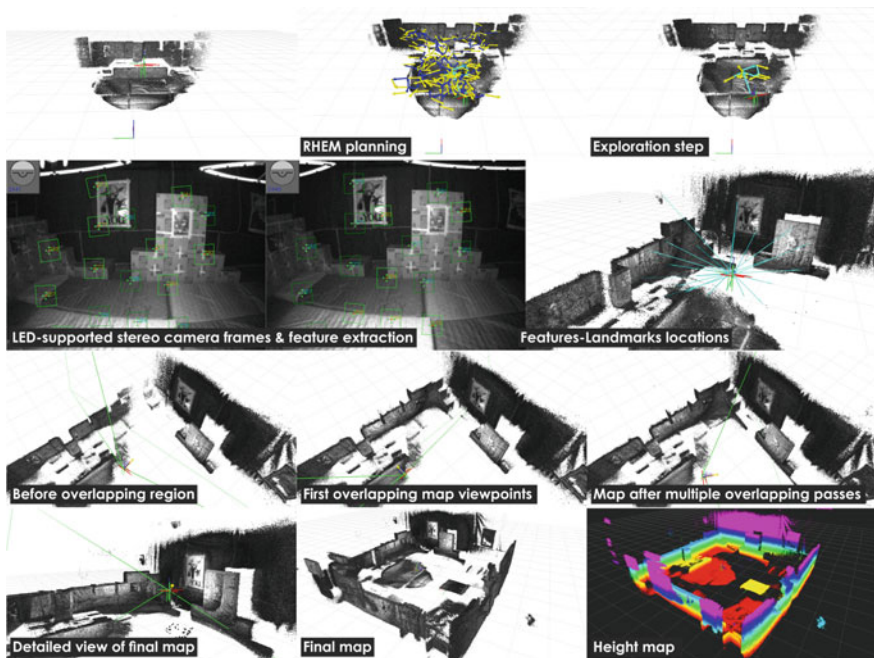 RHEM planning
Exploration step
LED-supported stereo camera frames & feature extraction
Features-Landmarks locations
Before overlapping region
First overlapping map viewpoints
Map after multiple overlapping passes
Detailed view of final map
Final map
Height map